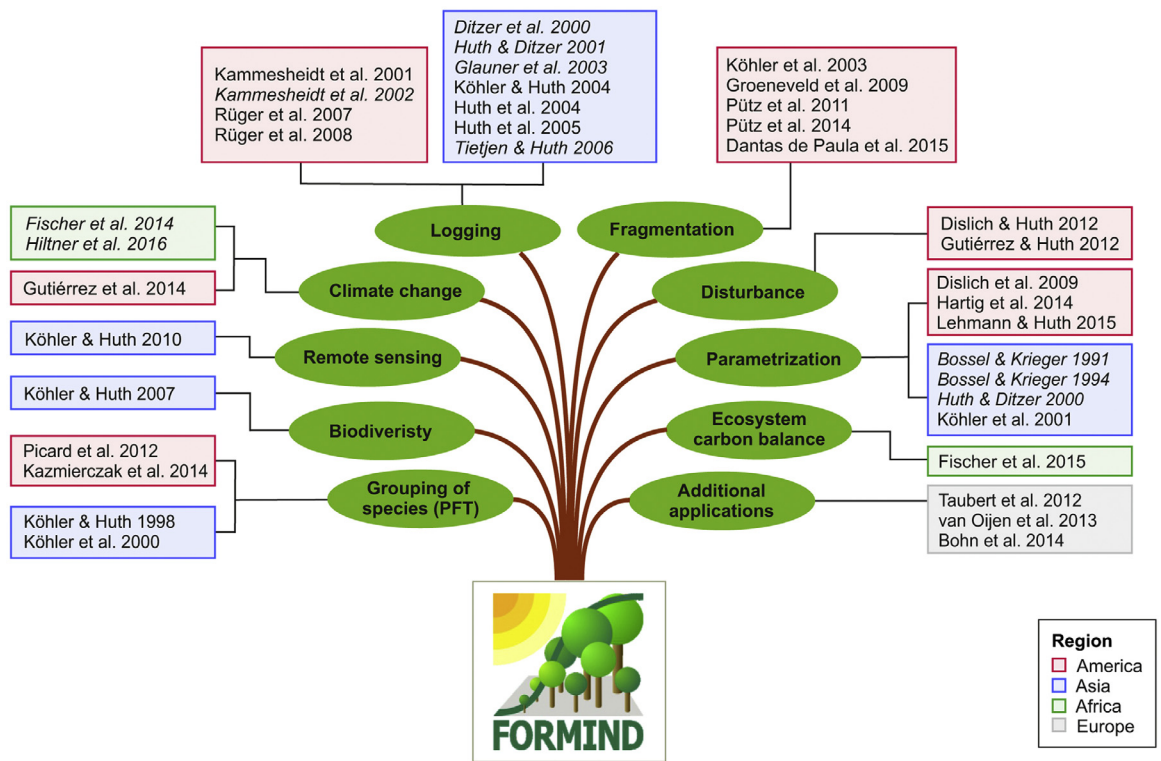 Kammesheidt et al. 2001
Kammesheidt et al. 2002
Rüger et al. 2007
Rüger et al. 2008
Ditzer et al. 2000
Huth & Ditzer 2001
Glauner et al. 2003
Köhler & Huth 2004
Huth et al. 2004
Huth et al. 2005
Tietjen & Huth 2006
Köhler et al. 2003
Groeneveld et al. 2009
Pütz et al. 2011
Pütz et al. 2014
Dantas de Paula et al. 2015
Logging
Fragmentation
Fischer et al. 2014
Hiltner et al. 2016
Gutiérrez et al. 2014
Climate change
Disturbance
Dislich & Huth 2012
Gutiérrez & Huth 2012
Köhler & Huth 2010
Remote sensing
Parametrization
Dislich et al. 2009
Hartig et al. 2014
Lehmann & Huth 2015
Bossel & Krieger 1991
Bossel & Krieger 1994
Huth & Ditzer 2000
Köhler et al. 2001
Köhler & Huth 2007
Biodiveristy
Ecosystem
carbon balance
Fischer et al. 2015
Picard et al. 2012
Kazmierczak et al. 2014
Köhler & Huth 1998
Köhler et al. 2000
Grouping of
species (PFT)
Additional
applications
Taubert et al. 2012
van Oijen et al. 2013
Bohn et al. 2014
FORMIND
Region
America
Asia
Africa
Europe